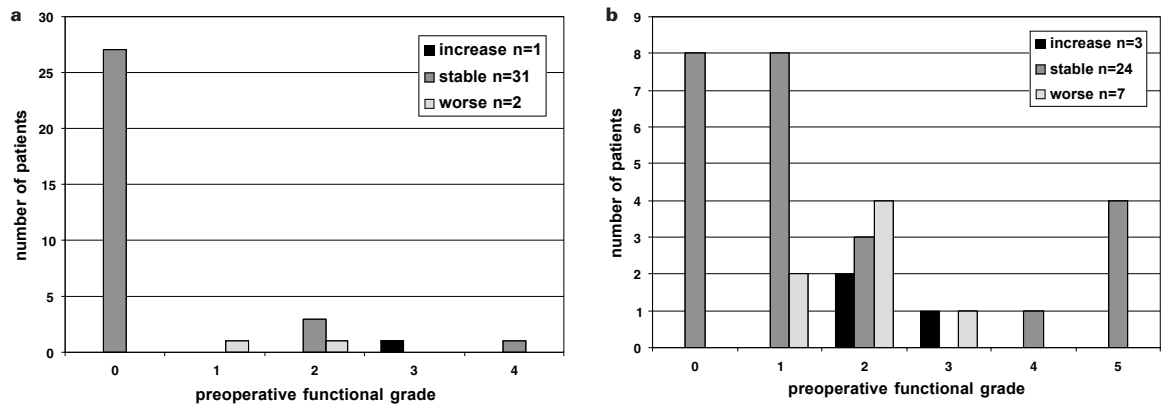 a
30
25
20
15
10
5
0
number of patients
increase n=1
stable n=31
worse n=2
0 1 2 3 4
preoperative functional grade
b
9
8
7
6
5
4
3
2
1
0
number of patients
increase n=3
stable n=24
worse n=7
0 1 2 3 4 5
preoperative functional grade